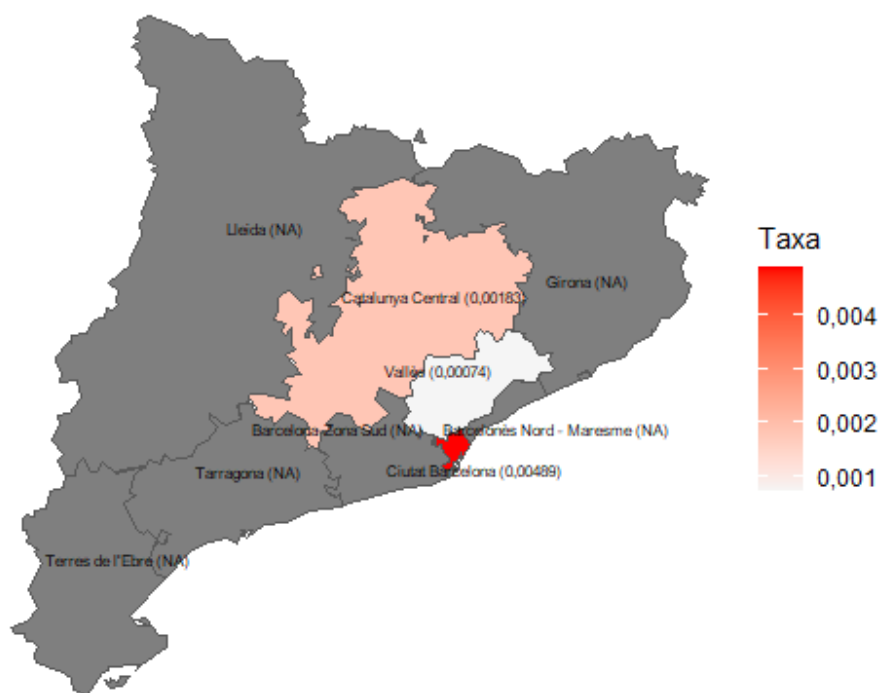 Lleida (NA)
Girona (NA)
Catalunya Central (0,00183)
Vallès (0,00074)
Barcelona-Zona Sud (NA)
Barcelonès Nord - Maresme (NA)
Tarragona (NA)
Ciutat Barcelona (0,00489)
Terres de l'Ebre (NA)
Taxa
0,004
0,003
0,002
0,001